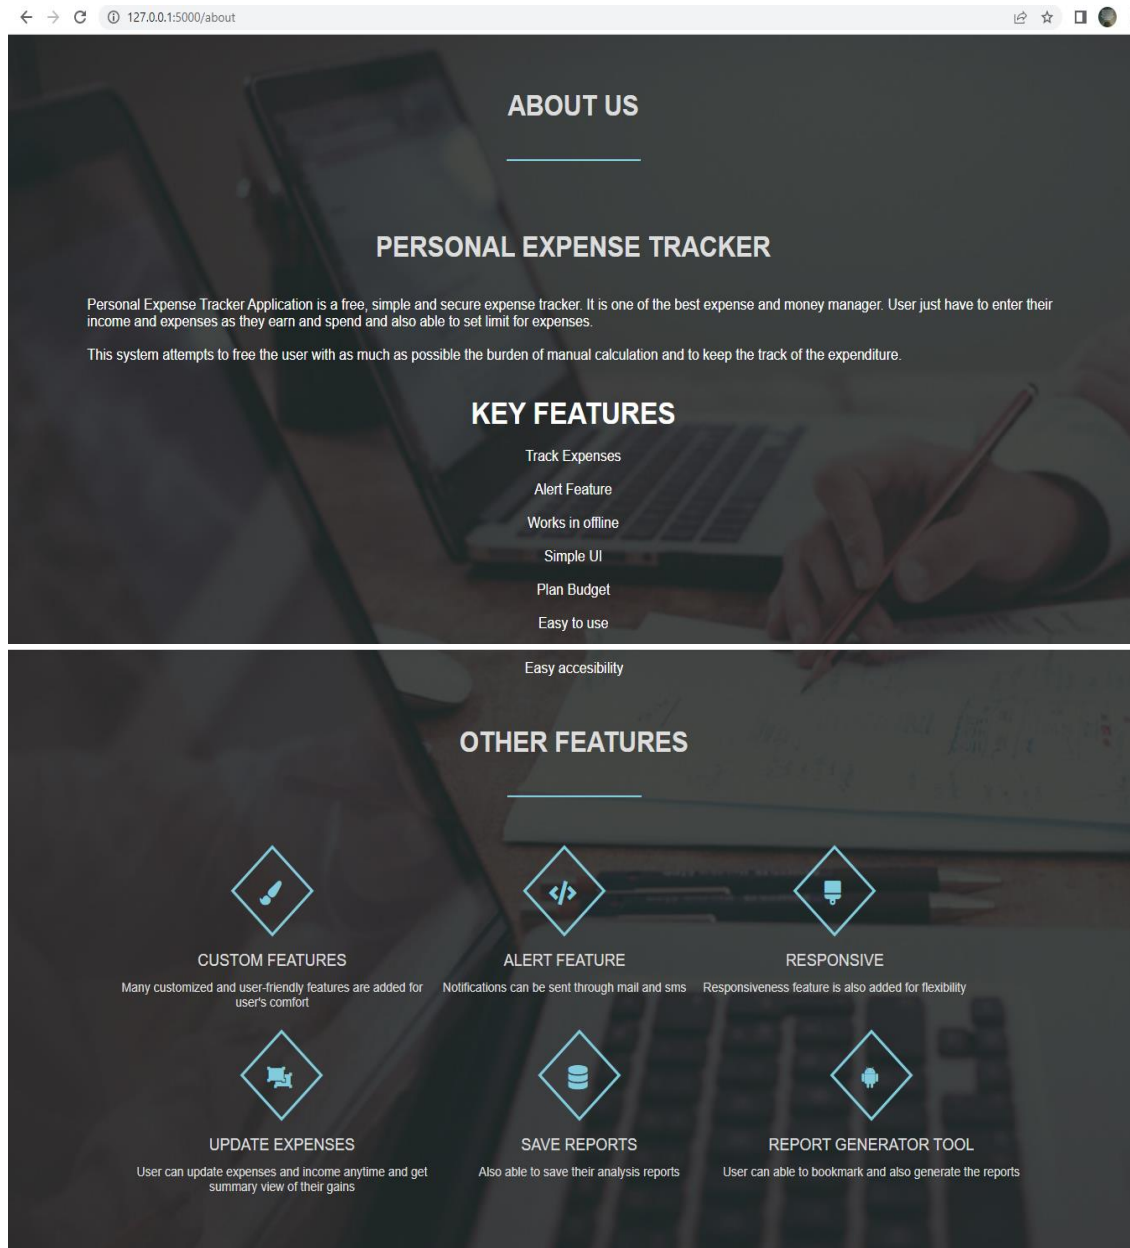 127.0.0.1:5000/about
ABOUT US
PERSONAL EXPENSE TRACKER
Personal Expense Tracker Application is a free, simple and secure expense tracker. It is one of the best expense and money manager. User just have to enter their
income and expenses as they earn and spend and also able to set limit for expenses.
This system attempts to free the user with as much as possible the burden of manual calculation and to keep the track of the expenditure.
KEY FEATURES
Track Expenses
Alert Feature
Works in offline
Simple UI
Plan Budget
Easy to use
Easy accesibility
OTHER FEATURES
CUSTOM FEATURES
Many customized and user-friendly features are added for
user's comfort
ALERT FEATURE
Notifications can be sent through mail and sms
RESPONSIVE
Responsiveness feature is also added for flexibility
UPDATE EXPENSES
User can update expenses and income anytime and get
summary view of their gains
SAVE REPORTS
Also able to save their analysis reports
REPORT GENERATOR TOOL
User can able to bookmark and also generate the reports